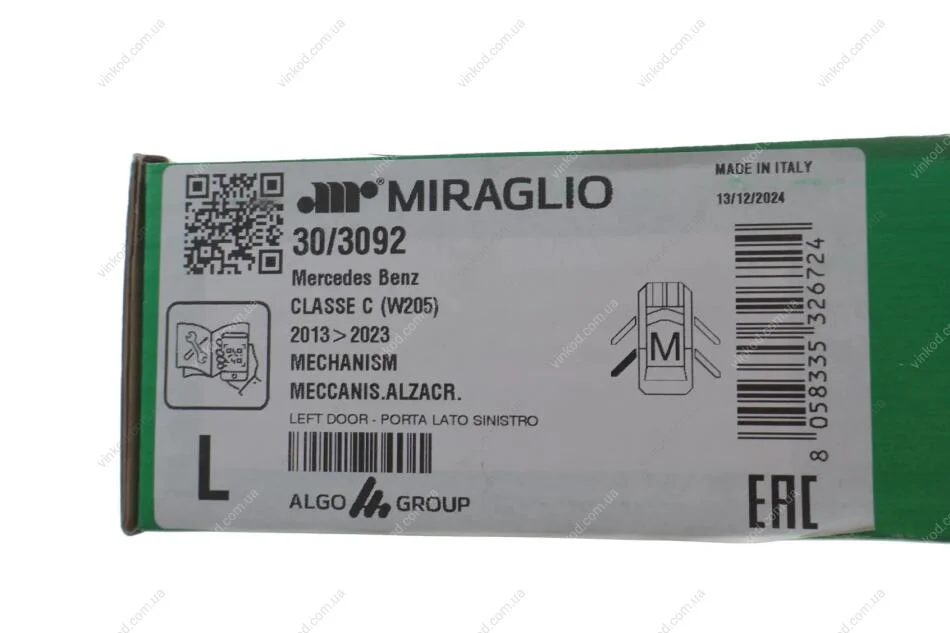 MIRAGLIO
30/3092
Mercedes Benz
CLASSE C (W205)
2013>2023
MECHANISM
MECCANIS.ALZACR.
LEFT DOOR - PORTA LATO SINISTRO
L
ALGO GROUP
MADE IN ITALY
13/12/2024
M
8 058335 326724
EAC
vinkod.com.ua